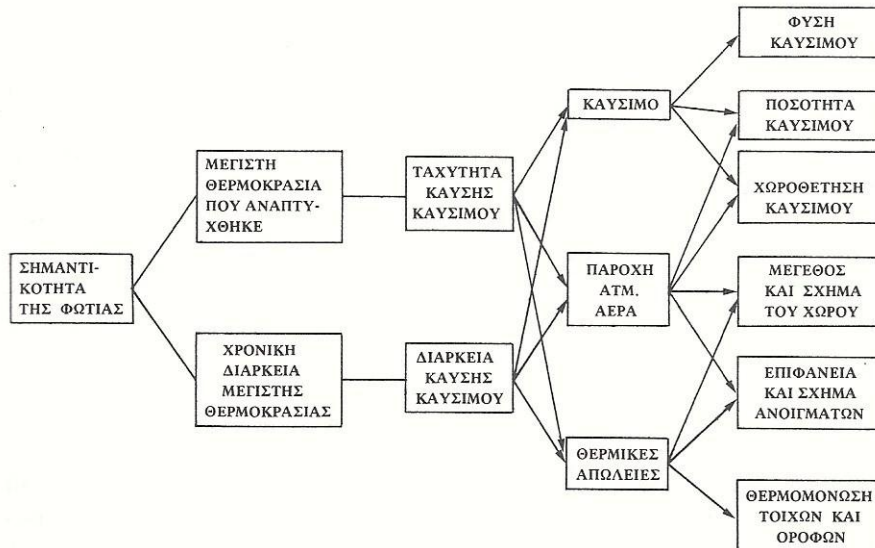 ΣΗΜΑΝΤΙ-
ΚΟΤΗΤΑ
ΤΗΣ ΦΩΤΙΑΣ
ΜΕΓΙΣΤΗ
ΘΕΡΜΟΚΡΑΣΙΑ
ΠΟΥ ΑΝΑΠΤΥ-
ΧΘΗΚΕ
ΧΡΟΝΙΚΗ
ΔΙΑΡΚΕΙΑ
ΜΕΓΙΣΤΗΣ
ΘΕΡΜΟΚΡΑΣΙΑΣ
ΤΑΧΥΤΗΤΑ
ΚΑΥΣΗΣ
ΚΑΥΣΙΜΟΥ
ΔΙΑΡΚΕΙΑ
ΚΑΥΣΗΣ
ΚΑΥΣΙΜΟΥ
ΚΑΥΣΙΜΟ
ΠΑΡΟΧΗ
ΑΤΜ.
ΑΕΡΑ
ΘΕΡΜΙΚΕΣ
ΑΠΩΛΕΙΕΣ
ΦΥΣΗ
ΚΑΥΣΙΜΟΥ
ΠΟΣΟΤΗΤΑ
ΚΑΥΣΙΜΟΥ
ΧΩΡΟΘΕΤΗΣΗ
ΚΑΥΣΙΜΟΥ
ΜΕΓΕΘΟΣ
ΚΑΙ ΣΧΗΜΑ
ΤΟΥ ΧΩΡΟΥ
ΕΠΙΦΑΝΕΙΑ
ΚΑΙ ΣΧΗΜΑ
ΑΝΟΙΓΜΑΤΩΝ
ΘΕΡΜΟΜΟΝΩΣΗ
ΤΟΙΧΩΝ ΚΑΙ
ΟΡΟΦΩΝ